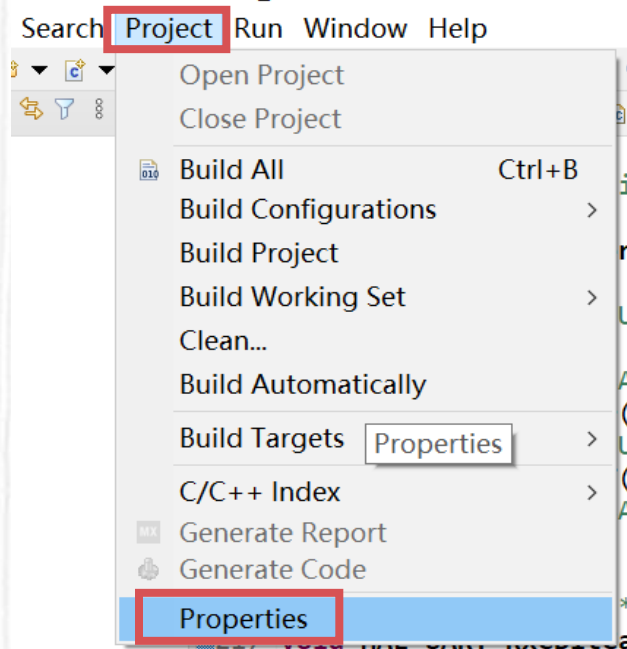 Search Project Run Window Help
Open Project
Close Project
Build All Ctrl+B
Build Configurations
Build Project
Build Working Set
Clean...
Build Automatically
Build Targets
Properties
C/C++ Index
MX Generate Report
Generate Code
Properties